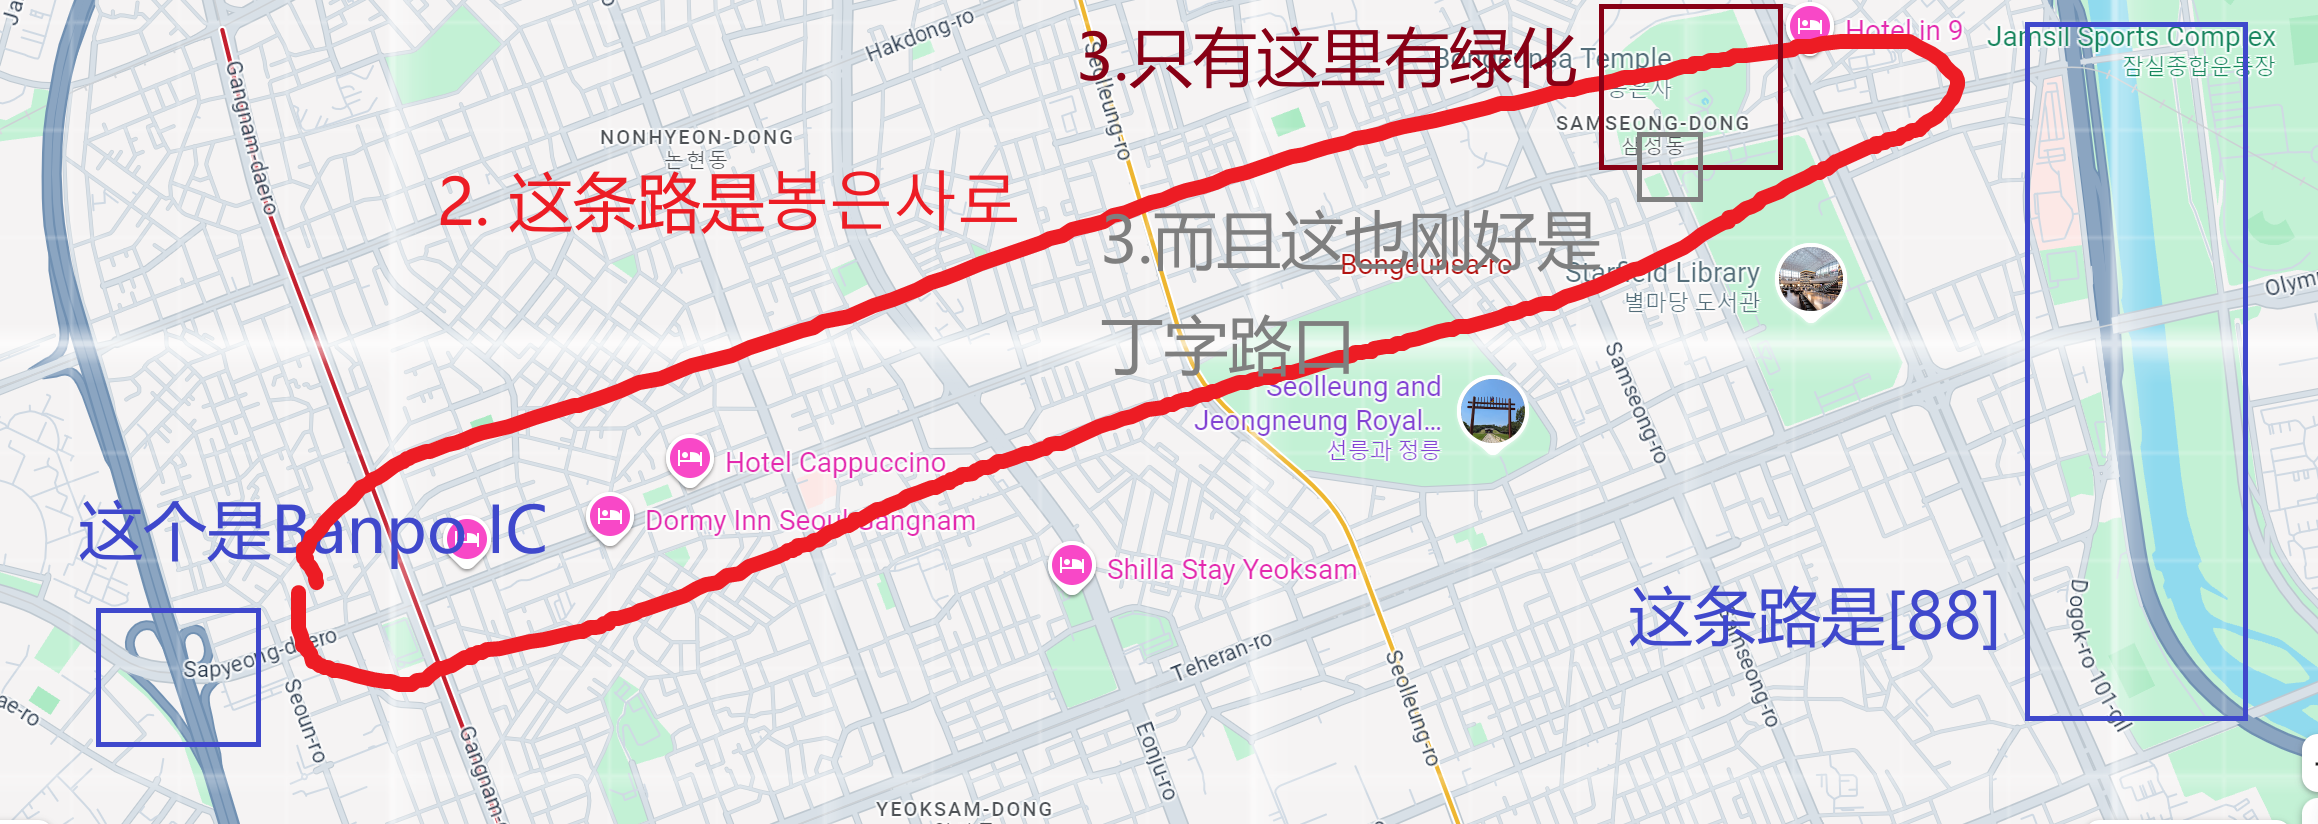 Hakdong-ro
Gangnam-daero
Seolleung-ro
3.只有这里有绿化
Bongeunsa Temple
봉은사
Hotel in 9
Jamsil Sports Complex
잠실종합운동장
NONHYEON-DONG
논현동
SAMSEONG-DONG
삼성동
2. 这条路是봉은사로
3.而且这也刚好是
丁字路口
Bongeunsa-ro
Starfield Library
별마당 도서관
Olym
Samseong-ro
Seolleung and
Jeongneung Royal...
선릉과 정릉
Hotel Cappuccino
Dormy Inn Seoul Gangnam
这个是Banpo IC
Shilla Stay Yeoksam
这条路是[88]
Sapyeong-daero
Seoun-ro
Teheran-ro
Seolleung-ro
Samseong-ro
Dogok-ro 101-gil
ae-ro
Gangnam-
Eonju-ro
YEOKSAM-DONG